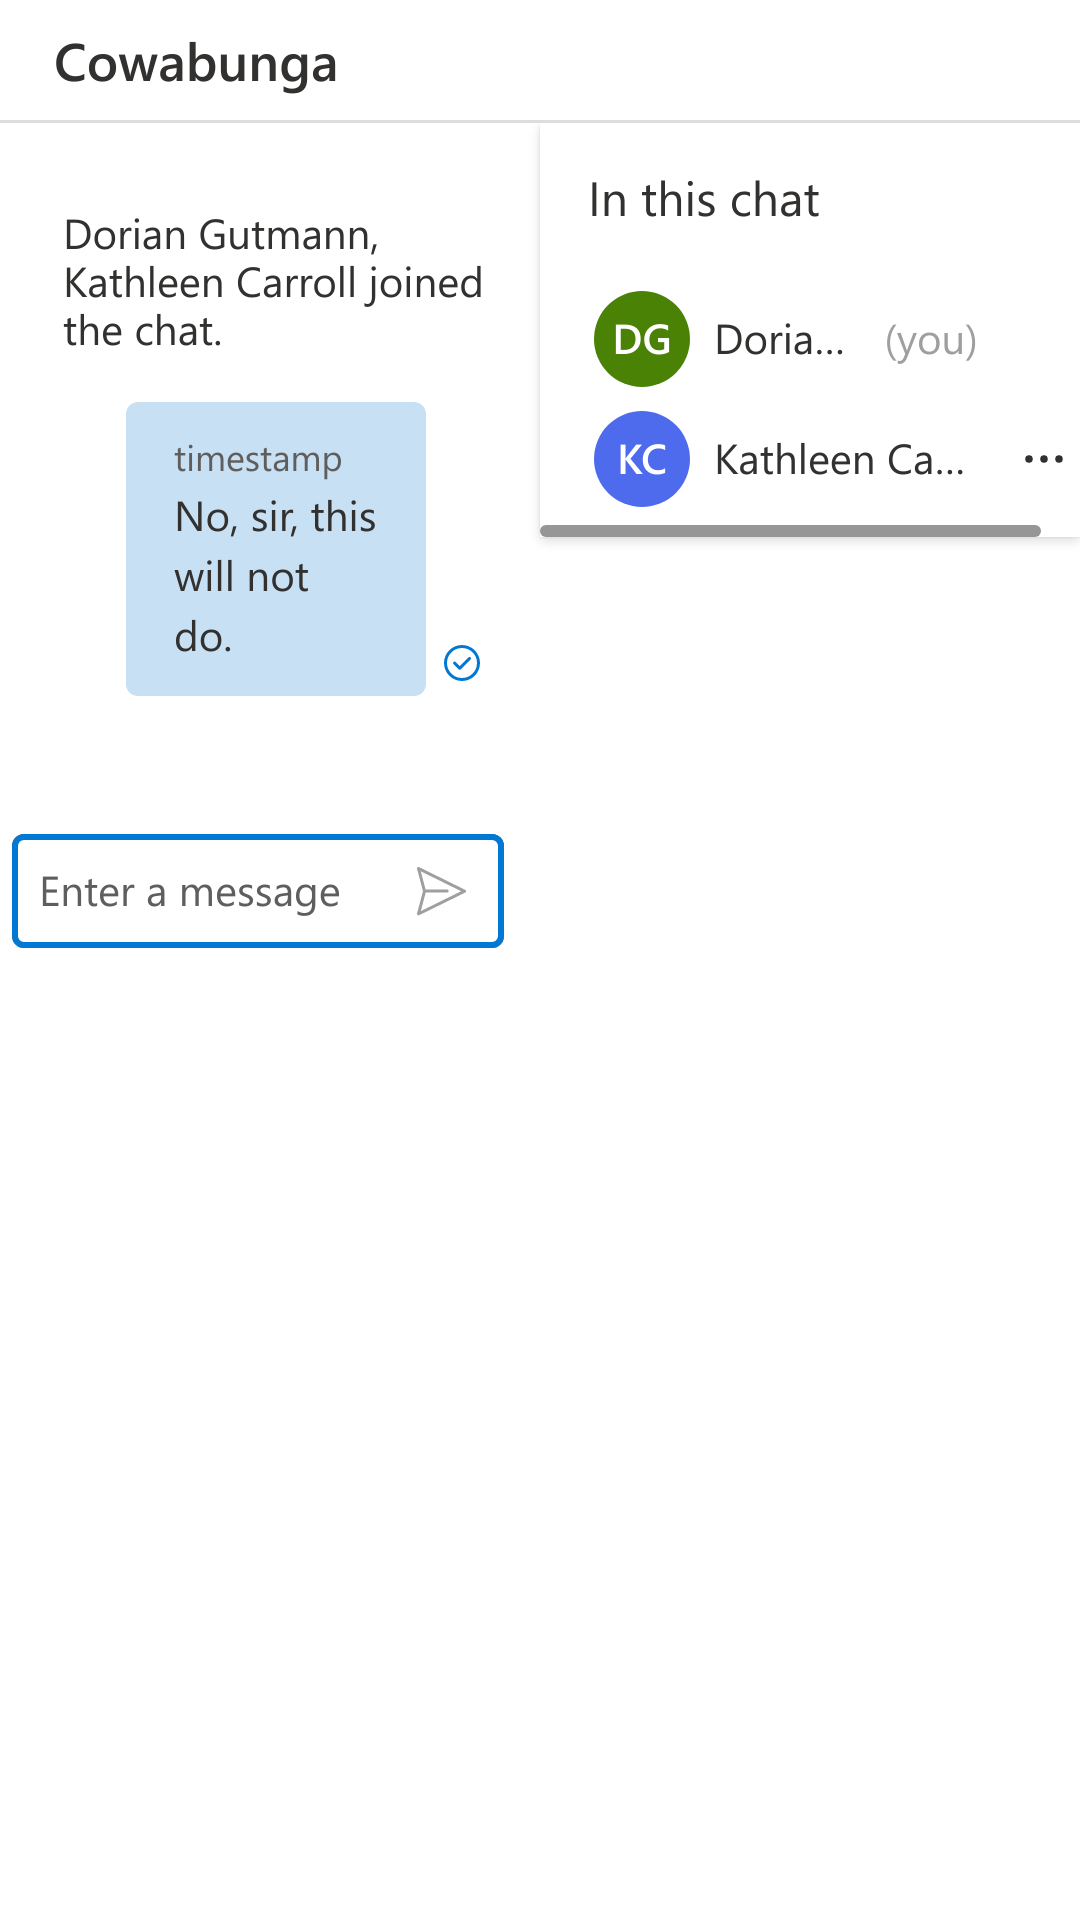 Cowabunga
Dorian Gutmann,
Kathleen Carroll joined
the chat.
timestamp
No, sir, this
will not
do.
Enter a message
In this chat
DG Doria... (you)
KC Kathleen Ca...